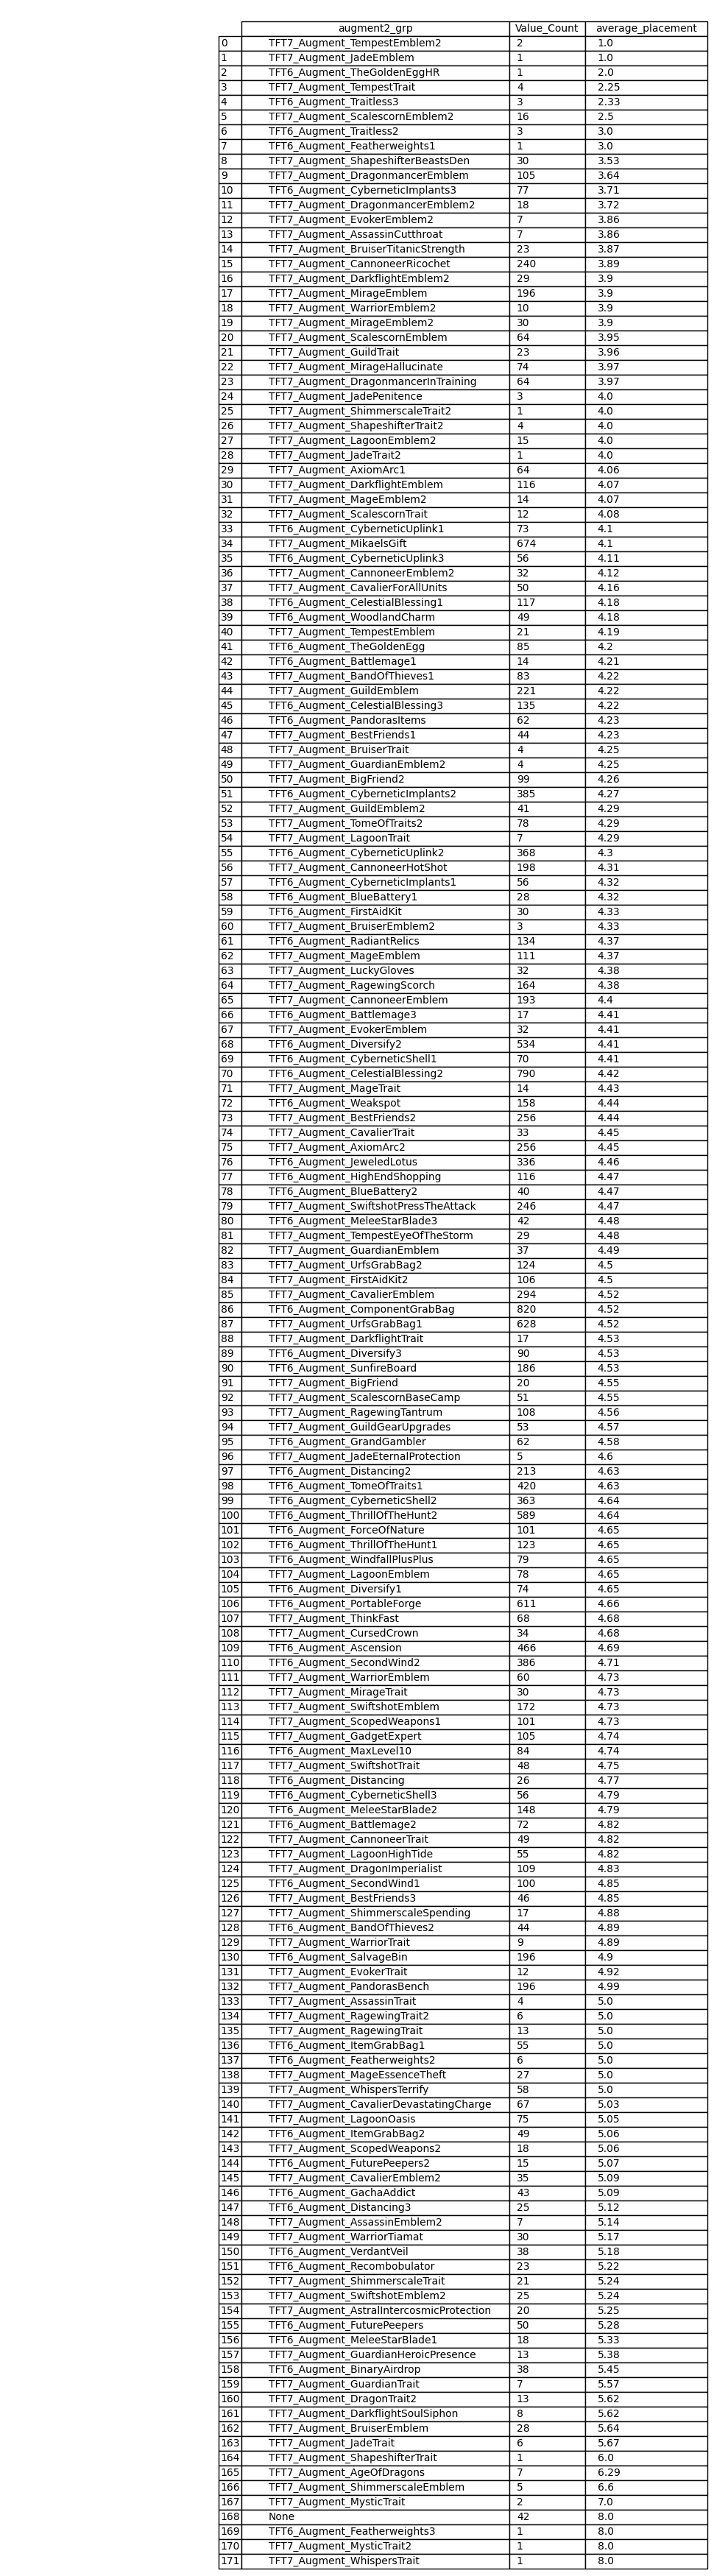 augment2_grp Value_Count average_placement
0 TFT7_Augment_TempestEmblem2 2 1.0
1 TFT7_Augment_JadeEmblem 1 1.0
2 TFT6_Augment_TheGoldenEggHR 1 2.0
3 TFT7_Augment_TempestTrait 4 2.25
4 TFT6_Augment_Traitless3 3 2.33
5 TFT7_Augment_ScalescornEmblem2 16 2.5
6 TFT6_Augment_Traitless2 3 3.0
7 TFT6_Augment_Featherweights1 1 3.0
8 TFT7_Augment_ShapeshifterBeastsDen 30 3.53
9 TFT7_Augment_DragonmancerEmblem 105 3.64
10 TFT6_Augment_CyberneticImplants3 77 3.71
11 TFT7_Augment_DragonmancerEmblem2 18 3.72
12 TFT7_Augment_EvokerEmblem2 7 3.86
13 TFT7_Augment_AssassinCutthroat 7 3.86
14 TFT7_Augment_BruiserTitanicStrength 23 3.87
15 TFT7_Augment_CannoneerRicochet 240 3.89
16 TFT7_Augment_DarkflightEmblem2 29 3.9
17 TFT7_Augment_MirageEmblem 196 3.9
18 TFT7_Augment_WarriorEmblem2 10 3.9
19 TFT7_Augment_MirageEmblem2 30 3.9
20 TFT7_Augment_ScalescornEmblem 64 3.95
21 TFT7_Augment_GuildTrait 23 3.96
22 TFT7_Augment_MirageHallucinate 74 3.97
23 TFT7_Augment_DragonmancerInTraining 64 3.97
24 TFT7_Augment_JadePenitence 3 4.0
25 TFT7_Augment_ShimmerscaleTrait2 1 4.0
26 TFT7_Augment_ShapeshifterTrait2 4 4.0
27 TFT7_Augment_LagoonEmblem2 15 4.0
28 TFT7_Augment_JadeTrait2 1 4.0
29 TFT7_Augment_AxiomArc1 64 4.06
30 TFT7_Augment_DarkflightEmblem 116 4.07
31 TFT7_Augment_MageEmblem2 14 4.07
32 TFT7_Augment_ScalescornTrait 12 4.08
33 TFT6_Augment_CyberneticUplink1 73 4.1
34 TFT7_Augment_MikaelsGift 674 4.1
35 TFT6_Augment_CyberneticUplink3 56 4.11
36 TFT7_Augment_CannoneerEmblem2 32 4.12
37 TFT7_Augment_CavalierForAllUnits 50 4.16
38 TFT6_Augment_CelestialBlessing1 117 4.18
39 TFT6_Augment_WoodlandCharm 49 4.18
40 TFT7_Augment_TempestEmblem 21 4.19
41 TFT6_Augment_TheGoldenEgg 85 4.2
42 TFT6_Augment_Battlemage1 14 4.21
43 TFT7_Augment_BandOfThieves1 83 4.22
44 TFT7_Augment_GuildEmblem 221 4.22
45 TFT6_Augment_CelestialBlessing3 135 4.22
46 TFT6_Augment_PandorasItems 62 4.23
47 TFT7_Augment_BestFriends1 44 4.23
48 TFT7_Augment_BruiserTrait 4 4.25
49 TFT7_Augment_GuardianEmblem2 4 4.25
50 TFT7_Augment_BigFriend2 99 4.26
51 TFT6_Augment_CyberneticImplants2 385 4.27
52 TFT7_Augment_GuildEmblem2 41 4.29
53 TFT7_Augment_TomeOfTraits2 78 4.29
54 TFT7_Augment_LagoonTrait 7 4.29
55 TFT6_Augment_CyberneticUplink2 368 4.3
56 TFT7_Augment_CannoneerHotShot 198 4.31
57 TFT6_Augment_CyberneticImplants1 56 4.32
58 TFT6_Augment_BlueBattery1 28 4.32
59 TFT6_Augment_FirstAidKit 30 4.33
60 TFT7_Augment_BruiserEmblem2 3 4.33
61 TFT6_Augment_RadiantRelics 134 4.37
62 TFT7_Augment_MageEmblem 111 4.37
63 TFT7_Augment_LuckyGloves 32 4.38
64 TFT7_Augment_RagewingScorch 164 4.38
65 TFT7_Augment_CannoneerEmblem 193 4.4
66 TFT6_Augment_Battlemage3 17 4.41
67 TFT7_Augment_EvokerEmblem 32 4.41
68 TFT6_Augment_Diversify2 534 4.41
69 TFT6_Augment_CyberneticShell1 70 4.41
70 TFT6_Augment_CelestialBlessing2 790 4.42
71 TFT7_Augment_MageTrait 14 4.43
72 TFT6_Augment_Weakspot 158 4.44
73 TFT7_Augment_BestFriends2 256 4.44
74 TFT7_Augment_CavalierTrait 33 4.45
75 TFT7_Augment_AxiomArc2 256 4.45
76 TFT6_Augment_JeweledLotus 336 4.46
77 TFT6_Augment_HighEndShopping 116 4.47
78 TFT6_Augment_BlueBattery2 40 4.47
79 TFT7_Augment_SwiftshotPressTheAttack 246 4.47
80 TFT6_Augment_MeleeStarBlade3 42 4.48
81 TFT7_Augment_TempestEyeOfTheStorm 29 4.48
82 TFT7_Augment_GuardianEmblem 37 4.49
83 TFT7_Augment_UrfsGrabBag2 124 4.5
84 TFT7_Augment_FirstAidKit2 106 4.5
85 TFT7_Augment_CavalierEmblem 294 4.52
86 TFT6_Augment_ComponentGrabBag 820 4.52
87 TFT7_Augment_UrfsGrabBag1 628 4.52
88 TFT7_Augment_DarkflightTrait 17 4.53
89 TFT6_Augment_Diversify3 90 4.53
90 TFT6_Augment_SunfireBoard 186 4.53
91 TFT7_Augment_BigFriend 20 4.55
92 TFT7_Augment_ScalescornBaseCamp 51 4.55
93 TFT7_Augment_RagewingTantrum 108 4.56
94 TFT7_Augment_GuildGearUpgrades 53 4.57
95 TFT6_Augment_GrandGambler 62 4.58
96 TFT7_Augment_JadeEternalProtection 5 4.6
97 TFT6_Augment_Distancing2 213 4.63
98 TFT6_Augment_TomeOfTraits1 420 4.63
99 TFT6_Augment_CyberneticShell2 363 4.64
100 TFT6_Augment_ThrillOfTheHunt2 589 4.64
101 TFT6_Augment_ForceOfNature 101 4.65
102 TFT6_Augment_ThrillOfTheHunt1 123 4.65
103 TFT6_Augment_WindfallPlusPlus 79 4.65
104 TFT7_Augment_LagoonEmblem 78 4.65
105 TFT6_Augment_Diversify1 74 4.65
106 TFT6_Augment_PortableForge 611 4.66
107 TFT7_Augment_ThinkFast 68 4.68
108 TFT7_Augment_CursedCrown 34 4.68
109 TFT6_Augment_Ascension 466 4.69
110 TFT6_Augment_SecondWind2 386 4.71
111 TFT7_Augment_WarriorEmblem 60 4.73
112 TFT7_Augment_MirageTrait 30 4.73
113 TFT7_Augment_SwiftshotEmblem 172 4.73
114 TFT7_Augment_ScopedWeapons1 101 4.73
115 TFT7_Augment_GadgetExpert 105 4.74
116 TFT6_Augment_MaxLevel10 84 4.74
117 TFT7_Augment_SwiftshotTrait 48 4.75
118 TFT6_Augment_Distancing 26 4.77
119 TFT6_Augment_CyberneticShell3 56 4.79
120 TFT6_Augment_MeleeStarBlade2 148 4.79
121 TFT6_Augment_Battlemage2 72 4.82
122 TFT7_Augment_CannoneerTrait 49 4.82
123 TFT7_Augment_LagoonHighTide 55 4.82
124 TFT7_Augment_DragonImperialist 109 4.83
125 TFT6_Augment_SecondWind1 100 4.85
126 TFT7_Augment_BestFriends3 46 4.85
127 TFT7_Augment_ShimmerscaleSpending 17 4.88
128 TFT6_Augment_BandOfThieves2 44 4.89
129 TFT7_Augment_WarriorTrait 9 4.89
130 TFT6_Augment_SalvageBin 196 4.9
131 TFT7_Augment_EvokerTrait 12 4.92
132 TFT7_Augment_PandorasBench 196 4.99
133 TFT7_Augment_AssassinTrait 4 5.0
134 TFT7_Augment_RagewingTrait2 6 5.0
135 TFT7_Augment_RagewingTrait 13 5.0
136 TFT6_Augment_ItemGrabBag1 55 5.0
137 TFT6_Augment_Featherweights2 6 5.0
138 TFT7_Augment_MageEssenceTheft 27 5.0
139 TFT7_Augment_WhispersTerrify 58 5.0
140 TFT7_Augment_CavalierDevastatingCharge 67 5.03
141 TFT7_Augment_LagoonOasis 75 5.05
142 TFT6_Augment_ItemGrabBag2 49 5.06
143 TFT7_Augment_ScopedWeapons2 18 5.06
144 TFT6_Augment_FuturePeepers2 15 5.07
145 TFT7_Augment_CavalierEmblem2 35 5.09
146 TFT7_Augment_GachaAddict 43 5.09
147 TFT6_Augment_Distancing3 25 5.12
148 TFT7_Augment_AssassinEmblem2 7 5.14
149 TFT7_Augment_WarriorTiamat 30 5.17
150 TFT6_Augment_VerdantVeil 38 5.18
151 TFT6_Augment_Recombobulator 23 5.22
152 TFT7_Augment_ShimmerscaleTrait 21 5.24
153 TFT7_Augment_SwiftshotEmblem2 25 5.24
154 TFT7_Augment_AstralIntercosmicProtection 20 5.25
155 TFT6_Augment_FuturePeepers 50 5.28
156 TFT6_Augment_MeleeStarBlade1 18 5.33
157 TFT7_Augment_GuardianHeroicPresence 13 5.38
158 TFT6_Augment_BinaryAirdrop 38 5.45
159 TFT7_Augment_GuardianTrait 7 5.57
160 TFT7_Augment_DragonTrait2 13 5.62
161 TFT7_Augment_DarkflightSoulSiphon 8 5.62
162 TFT7_Augment_BruiserEmblem 28 5.64
163 TFT7_Augment_JadeTrait 6 5.67
164 TFT7_Augment_ShapeshifterTrait 1 6.0
165 TFT7_Augment_AgeOfDragons 7 6.29
166 TFT7_Augment_ShimmerscaleEmblem 5 6.6
167 TFT7_Augment_MysticTrait 2 7.0
168 None 42 8.0
169 TFT6_Augment_Featherweights3 1 8.0
170 TFT7_Augment_MysticTrait2 1 8.0
171 TFT7_Augment_WhispersTrait 1 8.0